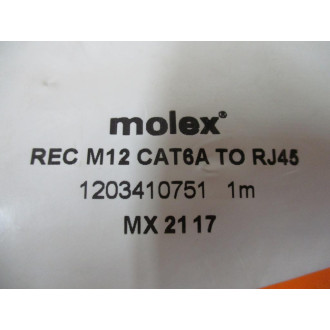 molex®
REC M12 CAT6A TO RJ45
1203410751 1m
MX 2117